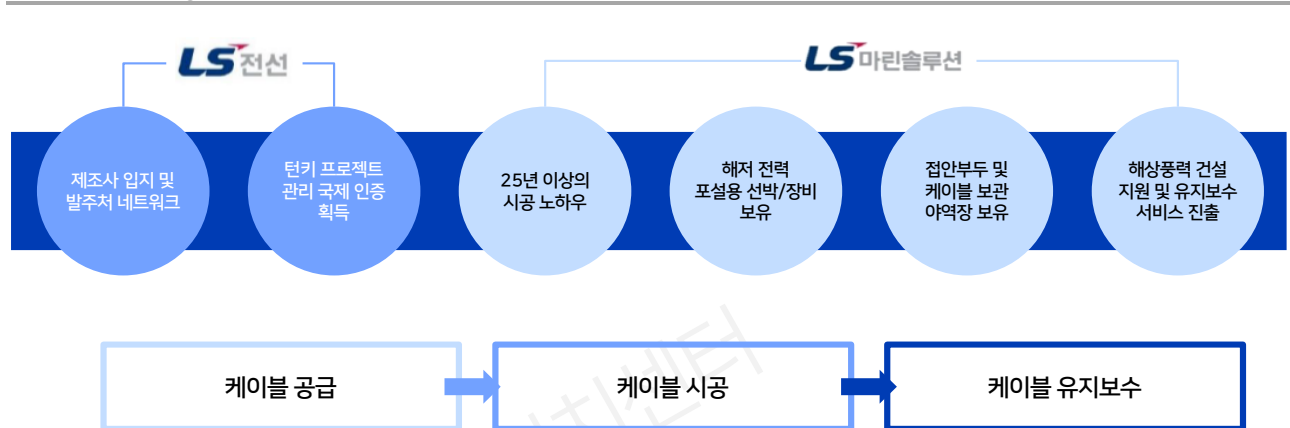 LS전선
LS마린솔루션
제조사 입지 및
발주처 네트워크
턴키 프로젝트
관리 국제 인증
획득
25년 이상의
시공 노하우
해저 전력
포설용 선박/장비
보유
접안부두 및
케이블 보관
야역장 보유
해상풍력 건설
지원 및 유지보수
서비스 진출
케이블 공급
케이블 시공
케이블 유지보수